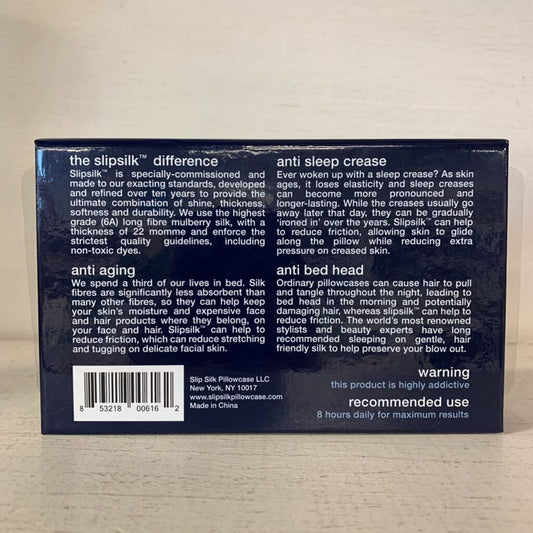 the slipsilk™ difference
Slipsilk™ is specially-commissioned and
made to our exacting standards, developed
and refined over ten years to provide the
ultimate combination of shine, thickness,
softness and durability. We use the highest
grade (6A) long fibre mulberry silk, with a
thickness of 22 momme and enforce the
strictest quality guidelines, including
non-toxic dyes.
anti sleep crease
Ever woken up with a sleep crease? As skin
ages, it loses elasticity and sleep creases
can become more pronounced and
longer-lasting. While the creases usually go
away later that day, they can be gradually
'ironed in' over the years. Slipsilk™ can help
to reduce friction, allowing skin to glide
along the pillow while reducing extra
pressure on creased skin.
anti aging
We spend a third of our lives in bed. Silk
fibres are significantly less absorbent than
many other fibres, so they can help keep
your skin's moisture and expensive face
and hair products where they belong, on
your face and hair. Slipsilk™ can help to
reduce friction, which can reduce stretching
and tugging on delicate facial skin.
anti bed head
Ordinary pillowcases can cause hair to pull
and tangle throughout the night, leading to
bed head in the morning and potentially
damaging hair, whereas slipsilk™ can help to
reduce friction. The world's most renowned
stylists and beauty experts have long
recommended sleeping on gentle, hair
friendly silk to help preserve your blow out.
8 53218 00616 2
Slip Silk Pillowcase LLC
New York, NY 10017
www.slipsilkpillowcase.com
Made in China
warning
this product is highly addictive
recommended use
8 hours daily for maximum results